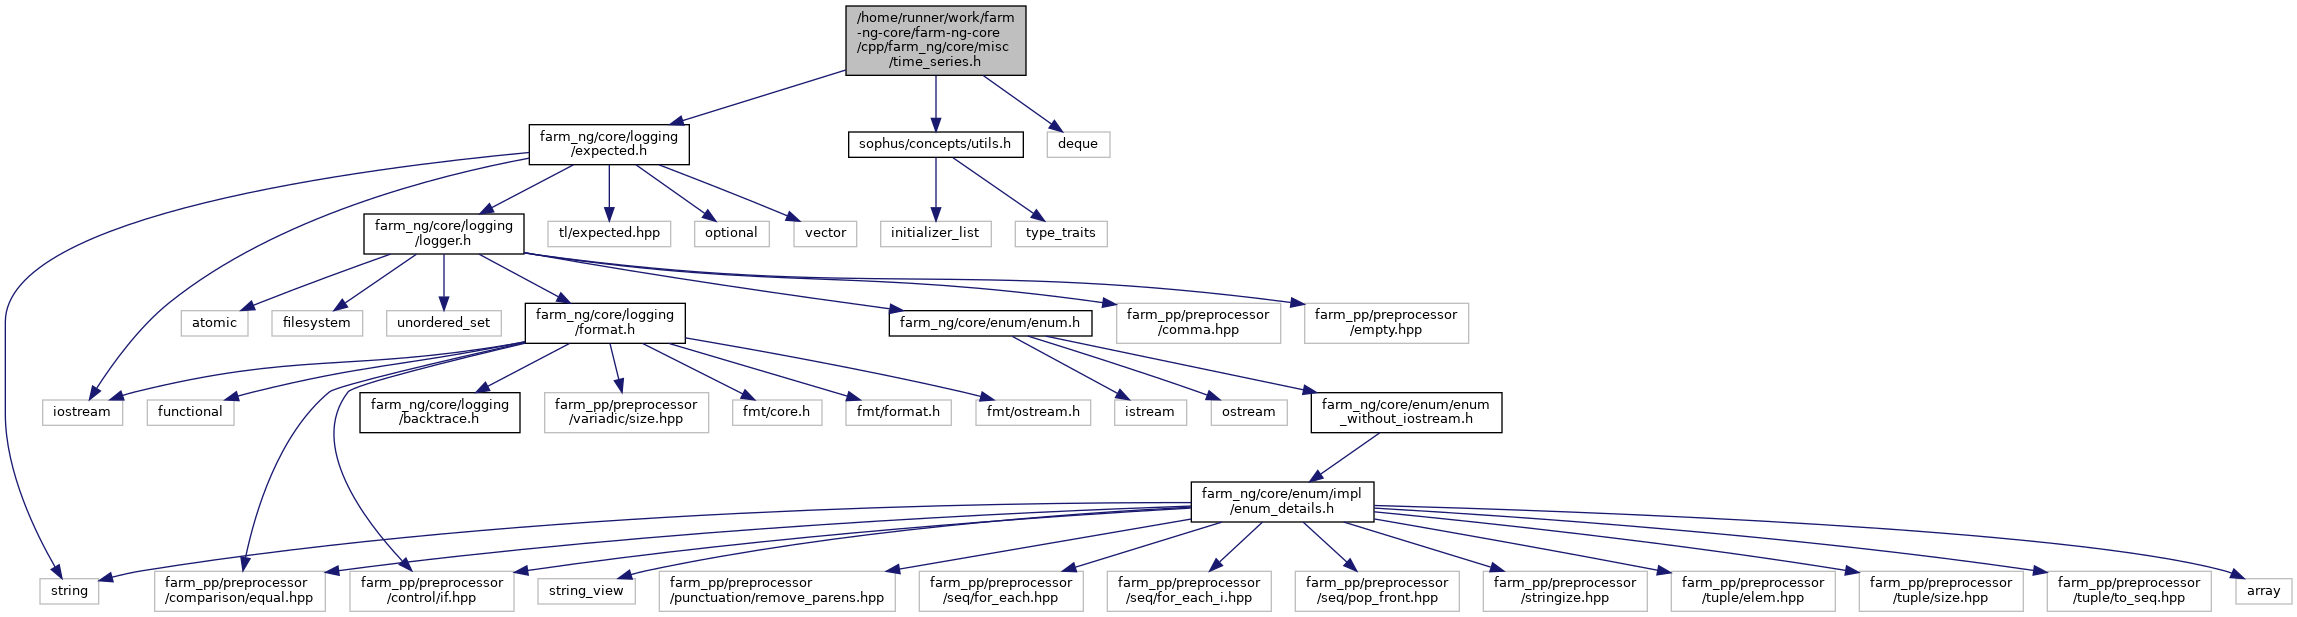 /home/runner/work/farm
-ng-core/farm-ng-core
/cpp/farm_ng/core/misc
/time_series.h
farm_ng/core/logging
/expected.h
sophus/concepts/utils.h
deque
farm_ng/core/logging
/logger.h
tl/expected.hpp
optional
vector
initializer_list
type_traits
atomic
filesystem
unordered_set
farm_ng/core/logging
/format.h
farm_ng/core/enum/enum.h
farm_pp/preprocessor
/comma.hpp
farm_pp/preprocessor
/empty.hpp
iostream
functional
farm_ng/core/logging
/backtrace.h
farm_pp/preprocessor
/variadic/size.hpp
fmt/core.h
fmt/format.h
fmt/ostream.h
istream
ostream
farm_ng/core/enum/enum
_without_iostream.h
farm_ng/core/enum/impl
/enum_details.h
string
farm_pp/preprocessor
/comparison/equal.hpp
farm_pp/preprocessor
/control/if.hpp
string_view
farm_pp/preprocessor
/punctuation/remove_parens.hpp
farm_pp/preprocessor
/seq/for_each.hpp
farm_pp/preprocessor
/seq/for_each_i.hpp
farm_pp/preprocessor
/seq/pop_front.hpp
farm_pp/preprocessor
/stringize.hpp
farm_pp/preprocessor
/tuple/elem.hpp
farm_pp/preprocessor
/tuple/size.hpp
farm_pp/preprocessor
/tuple/to_seq.hpp
array